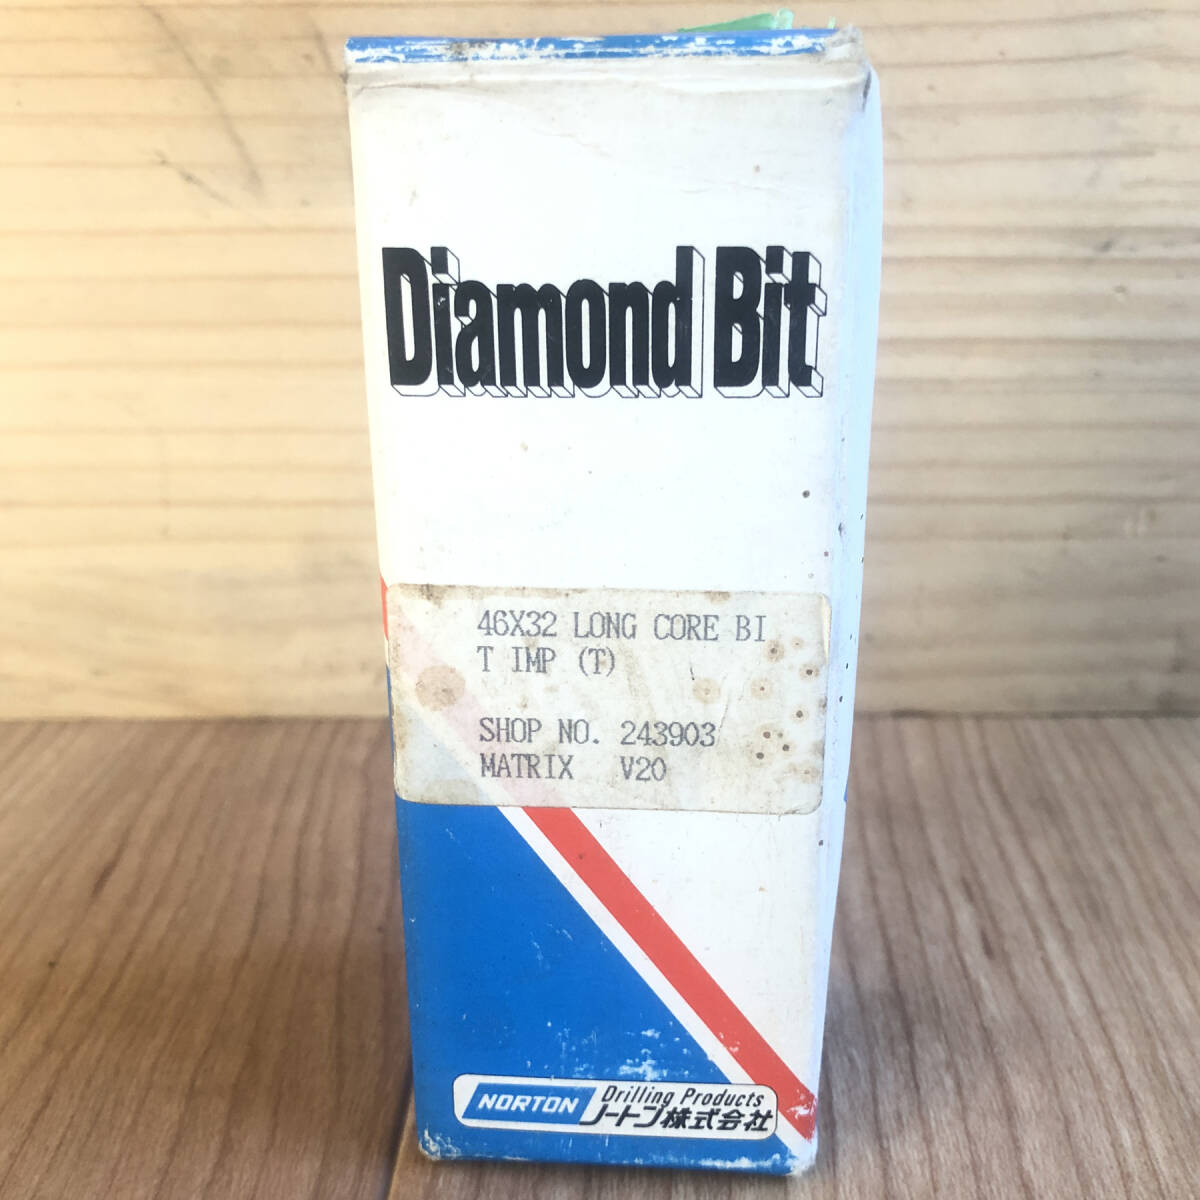 Diamond Bit
46X32 LONG CORE BI
T IMP (T)
SHOP NO. 243903
MATRIX V20
NORTON
Drilling Products
ノートン株式会社